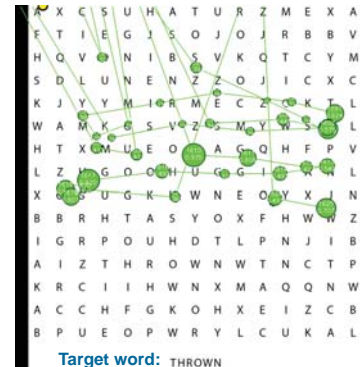 A X C S U H A T U R Z M E X A
F T I E G J S O J O J R B B V
H Q V N I B S V K Q T C Y M
S D L U N E N Z Z O J I C X C
K J Y Y M I R M E C Z C T L
W A M K G S V Z S M Y W S L
H T X M U E O A G Q H F P V
L Z U G O O H U G G I N L
X U G K W N E O Y X J N
B B R H T A S Y O X F H W W Z
I G R P O U H D T L P N J I B
A I Z T H R O W N W T N C T P
K R C I I H W N X M A Q Q N W
A C C H F G K O H X E I Z C B
B P U E O P W R Y L C U K A L
Target word: THROWN